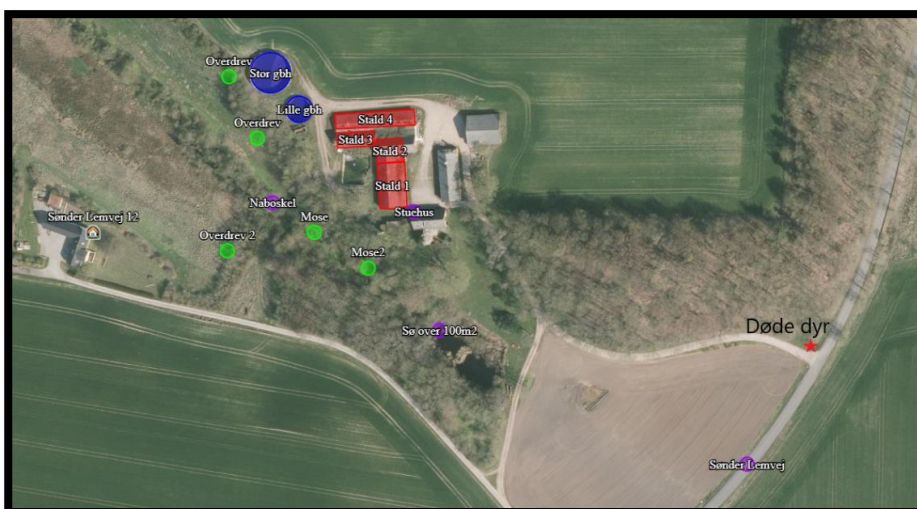 Overdrev
Stor gbh
Lille gbh
Stald 4
Overdrev
Stald 3
Stald 2
Stald 1
Naboskel
Stuehus
Sønder Lemvej 12
Mose
Overdrev 2
Mose2
Sø over 100m2
Døde dyr
Sønder Lemvej